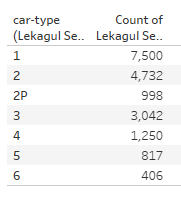 car-type Count of
(Lekagul Se.. Lekagul Se..
1 7,500
2 4,732
2P 998
3 3,042
4 1,250
5 817
6 406